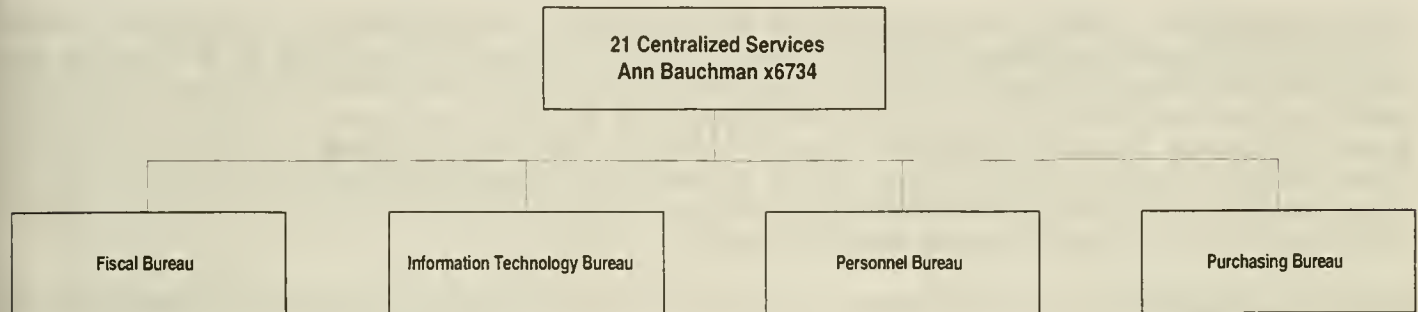 21 Centralized Services
Ann Bauchman x6734
Fiscal Bureau
Information Technology Bureau
Personnel Bureau
Purchasing Bureau